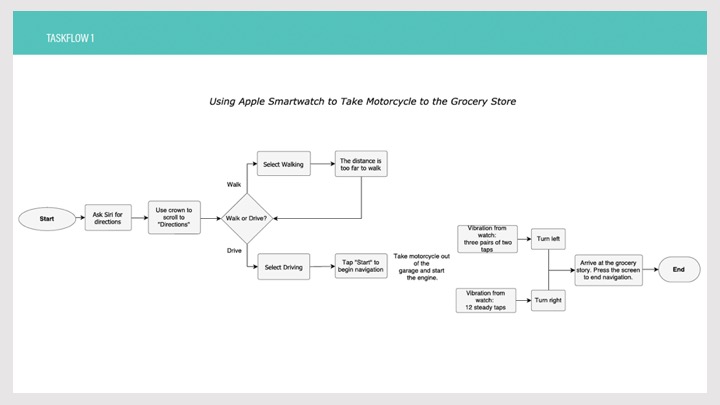 TASKFLOW 1
Using Apple Smartwatch to Take Motorcycle to the Grocery Store
Start
Ask Siri for
directions
Use crown to
scroll to
"Directions"
Walk or Drive?
Walk
Select Walking
The distance is
too far to walk
Drive
Select Driving
Tap "Start" to
begin navigation
Take motorcycle out
of the
garage and start
the engine.
Vibration from
watch:
three pairs of two
taps
Turn left
Vibration from
watch:
12 steady taps
Turn right
Arrive at the grocery
story. Press the screen
to end navigation.
End